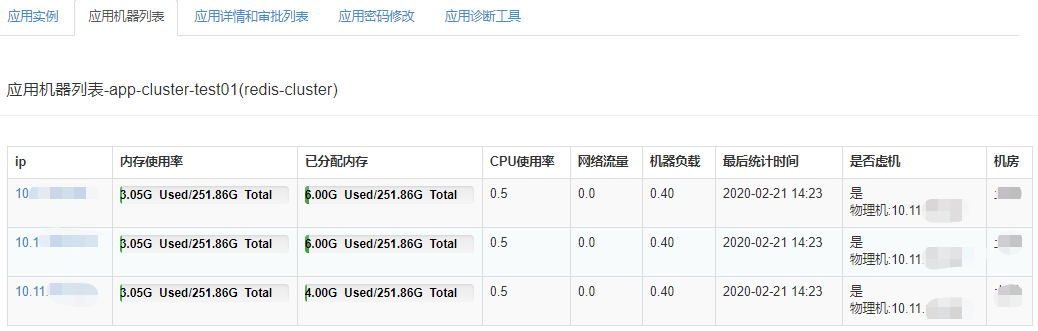 应用实例 应用机器列表 应用详情和审批列表 应用密码修改 应用诊断工具
应用机器列表-app-cluster-test01(redis-cluster)
ip 内存使用率 已分配内存 CPU使用率 网络流量 机器负载 最后统计时间 是否虚机 机房
10 3.05G Used/251.86G Total 6.00G Used/251.86G Total 0.5 0.0 0.40 2020-02-21 14:23 是
物理机:10.11
10.1 3.05G Used/251.86G Total 6.00G Used/251.86G Total 0.5 0.0 0.40 2020-02-21 14:23 是
物理机:10.11.
10.11. 3.05G Used/251.86G Total 4.00G Used/251.86G Total 0.5 0.0 0.40 2020-02-21 14:23 是
物理机:10.11.